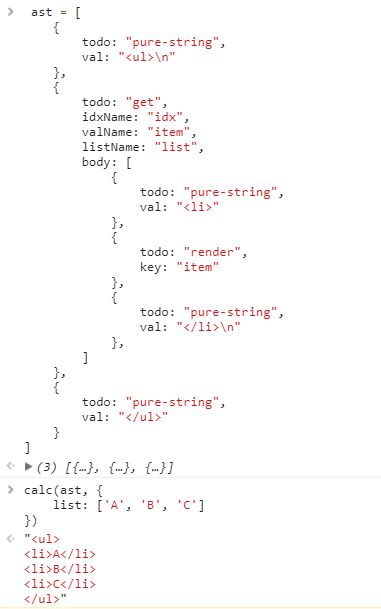 ast = [
    {
        todo: "pure-string",
        val: "<ul>\n"
    },
    {
        todo: "get",
        idxName: "idx",
        valName: "item",
        listName: "list",
        body: [
            {
                todo: "pure-string",
                val: "<li>"
            },
            {
                todo: "render",
                key: "item"
            },
            {
                todo: "pure-string",
                val: "</li>\n"
            },
        ]
    },
    {
        todo: "pure-string",
        val: "</ul>"
    }
]
(3) [{…}, {…}, {…}]
calc(ast, {
    list: ['A', 'B', 'C']
})
"<ul>
<li>A</li>
<li>B</li>
<li>C</li>
</ul>"